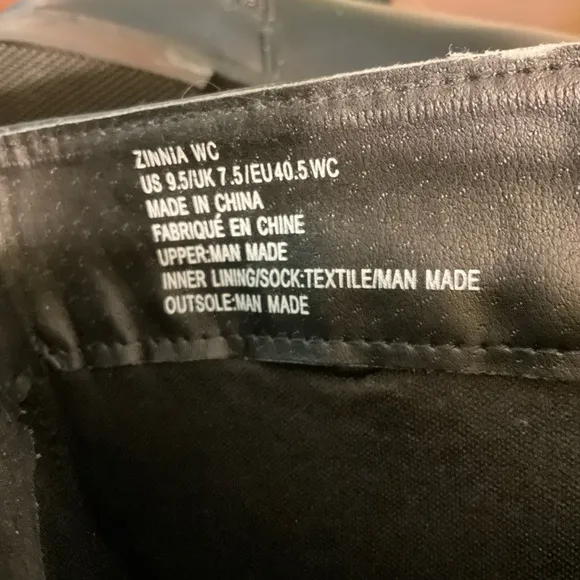 ZINNIA WC
US 9.5/UK 7.5/EU40.5 WC
MADE IN CHINA
FABRIQUÉ EN CHINE
UPPER:MAN MADE
INNER LINING/SOCK:TEXTILE/MAN MADE
OUTSOLE:MAN MADE